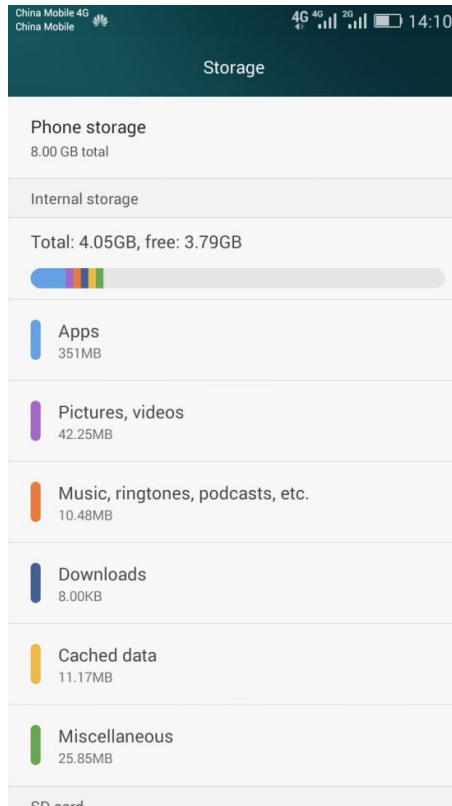 China Mobile 4G
China Mobile
4G 4G 2G 14:10
Storage
Phone storage
8.00 GB total
Internal storage
Total: 4.05GB, free: 3.79GB
Apps
351MB
Pictures, videos
42.25MB
Music, ringtones, podcasts, etc.
10.48MB
Downloads
8.00KB
Cached data
11.17MB
Miscellaneous
25.85MB
SD card